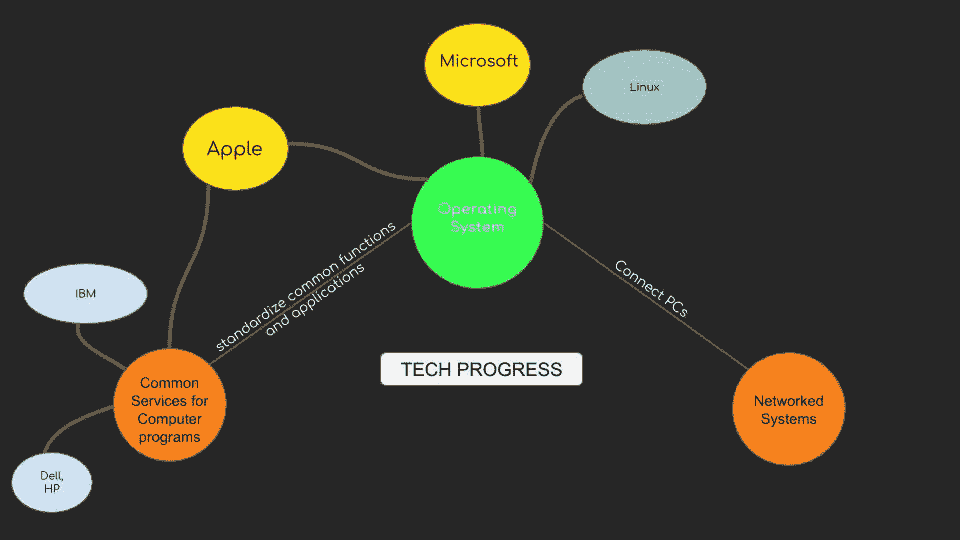 Microsoft
Linux
Apple
Operating
System
standardize common functions
and applications
Connect PCs
IBM
TECH PROGRESS
Common
Services for
Computer
programs
Networked
Systems
Dell,
HP